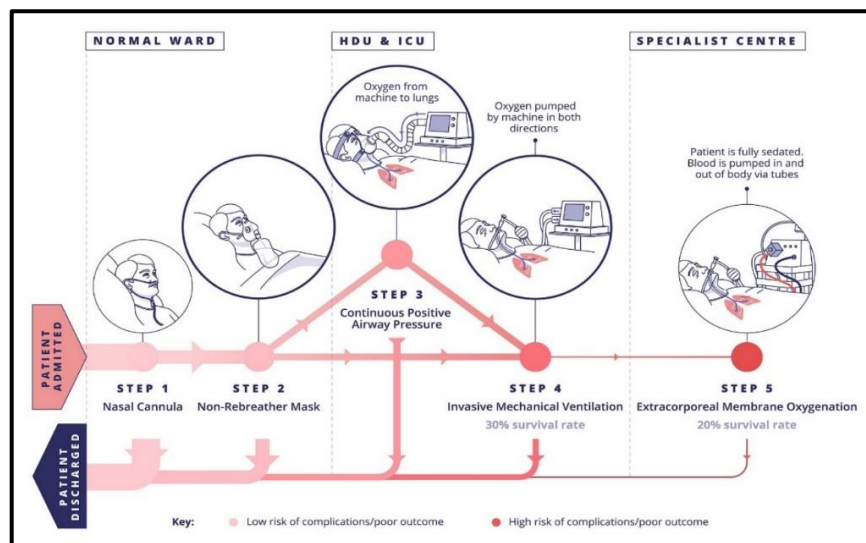 NORMAL WARD
HDU & ICU
SPECIALIST CENTRE
Oxygen from
machine to lungs
Oxygen pumped
by machine in both
directions
Patient is fully sedated.
Blood is pumped in and
out of body via tubes
PATIENT
ADMITTED
STEP 1
Nasal Cannula
STEP 2
Non-Rebreather Mask
STEP 3
Continuous Positive
Airway Pressure
STEP 4
Invasive Mechanical Ventilation
30% survival rate
STEP 5
Extracorporeal Membrane Oxygenation
20% survival rate
PATIENT
DISCHARGED
Key:
Low risk of complications/poor outcome
High risk of complications/poor outcome